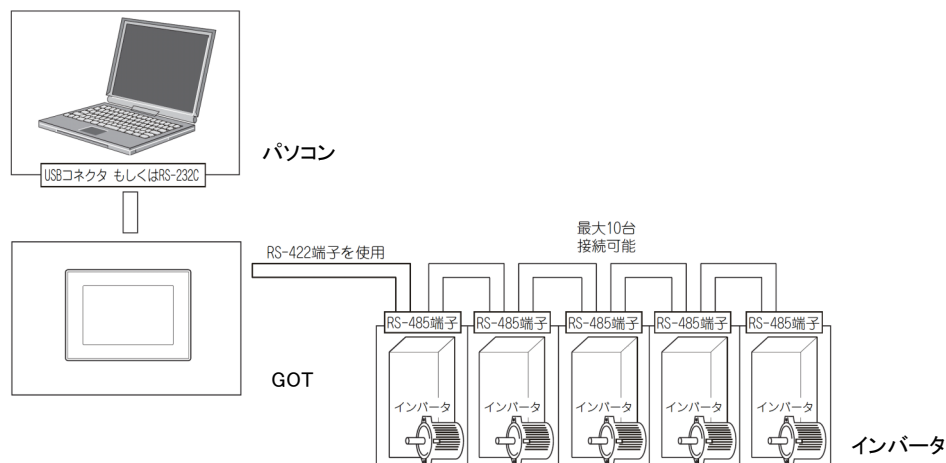 パソコン
USBコネクタ もしくはRS-232C
最大10台
接続可能
RS-422端子を使用
RS-485端子
RS-485端子
RS-485端子
RS-485端子
RS-485端子
GOT
インバータ
インバータ
インバータ
インバータ
インバータ
インバータ